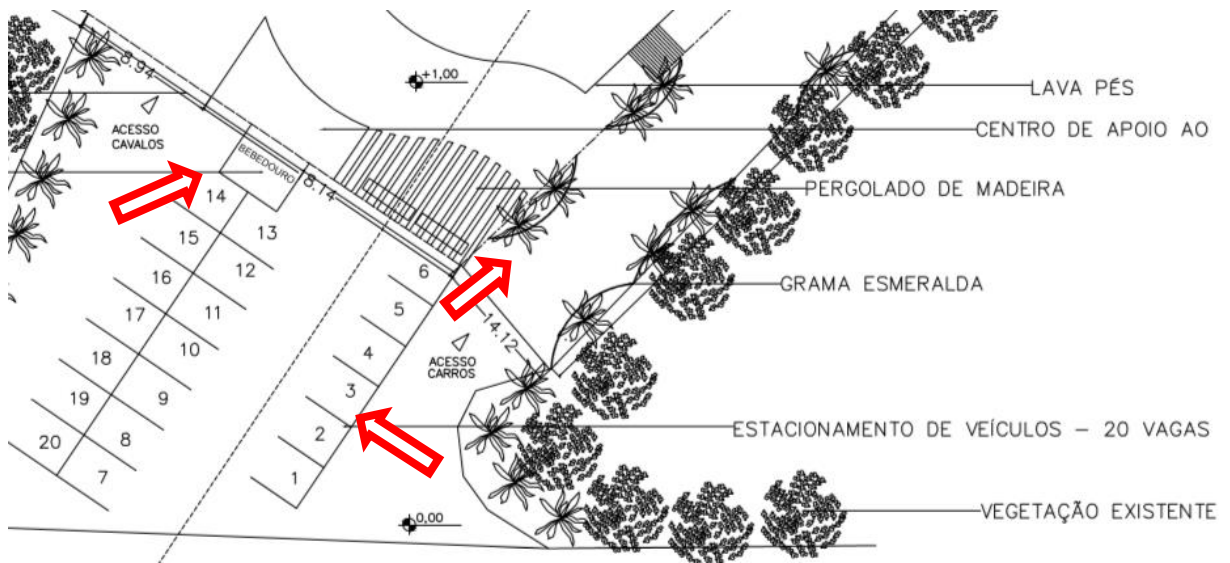 8.94
+1,00
LAVA PÉS
ACESSO
CAVALOS
CENTRO DE APOIO AO
BEBEDOURO
8.14
PERGOLADO DE MADEIRA
14
13
15
12
6
16
11
5
GRAMA ESMERALDA
17
10
4
14.12
ACESSO
CARROS
18
9
3
19
8
2
ESTACIONAMENTO DE VEÍCULOS – 20 VAGAS
20
7
1
0,00
VEGETAÇÃO EXISTENTE